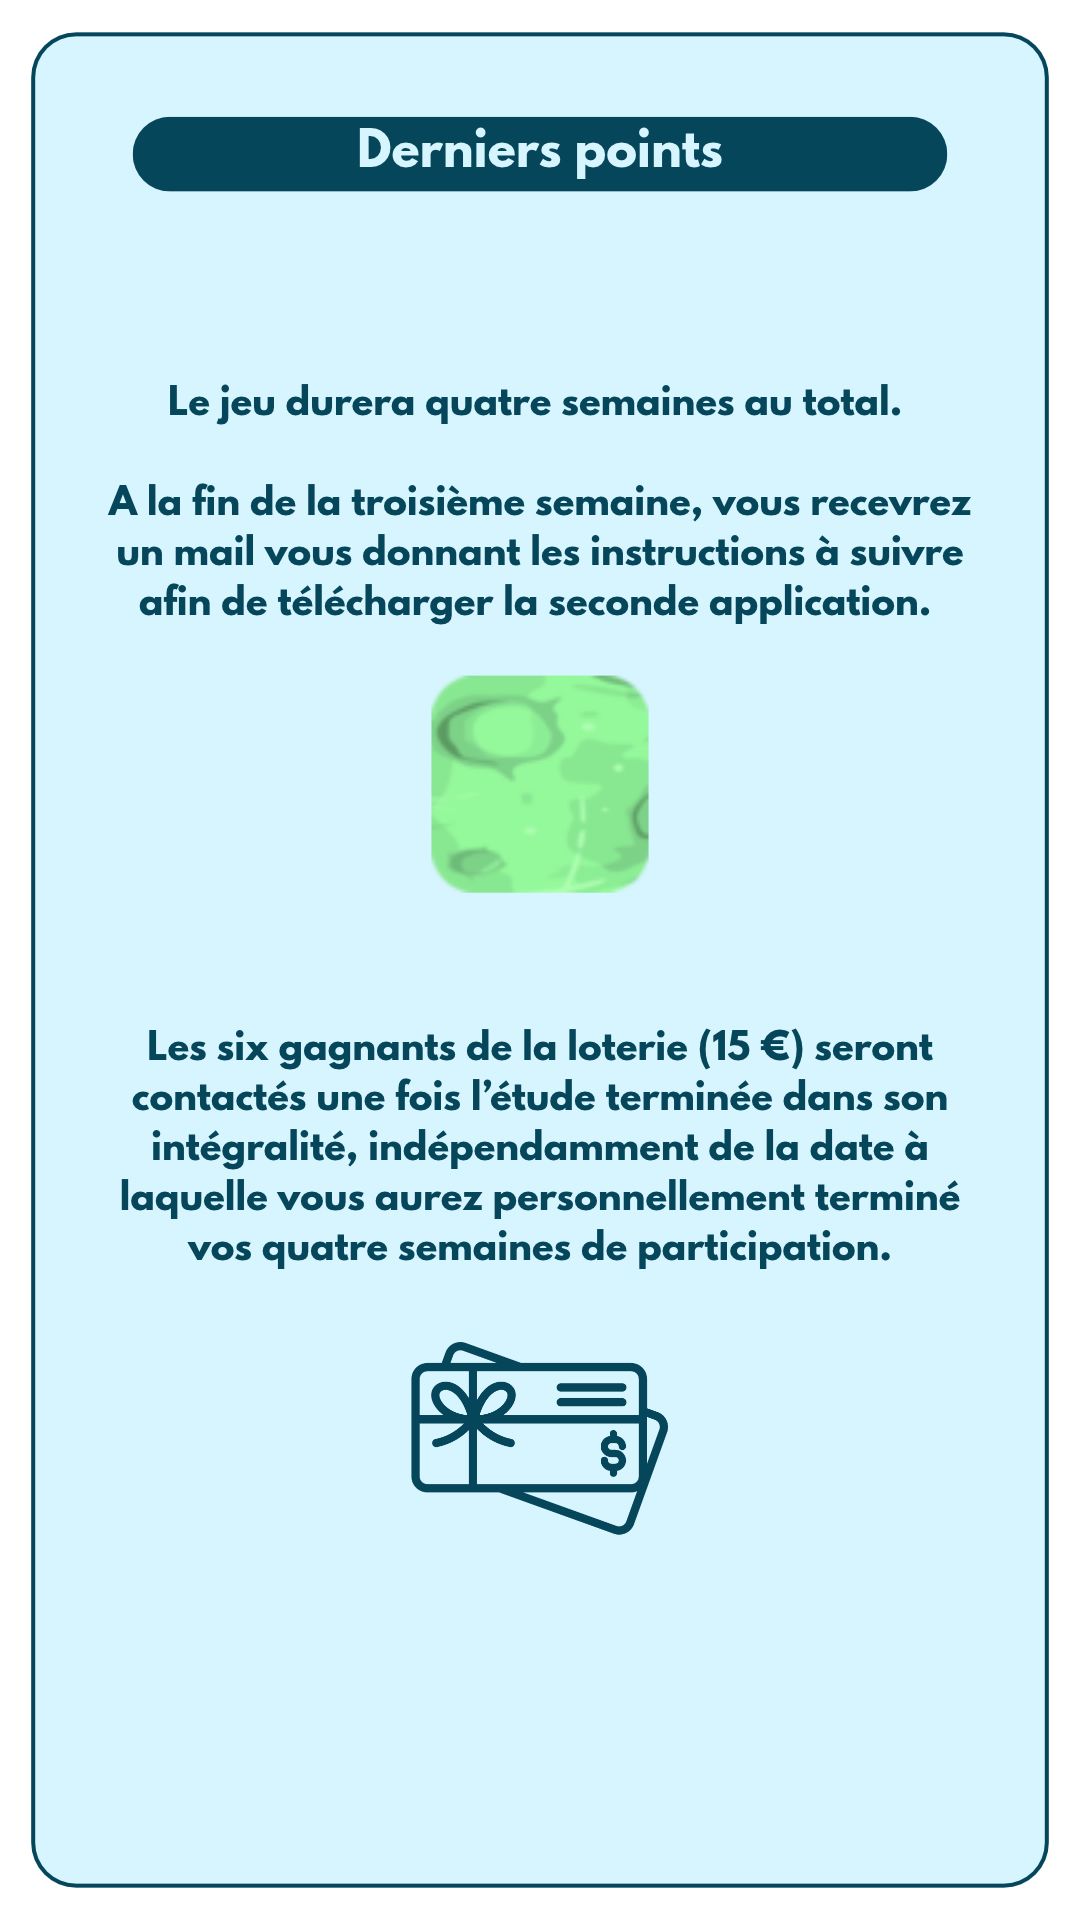 Derniers points
Le jeu durera quatre semaines au total.
A la fin de la troisième semaine, vous recevrez
un mail vous donnant les instructions à suivre
afin de télécharger la seconde application.
Les six gagnants de la loterie (15 €) seront
contactés une fois l’étude terminée dans son
intégralité, indépendamment de la date à
laquelle vous aurez personnellement terminé
vos quatre semaines de participation.
$